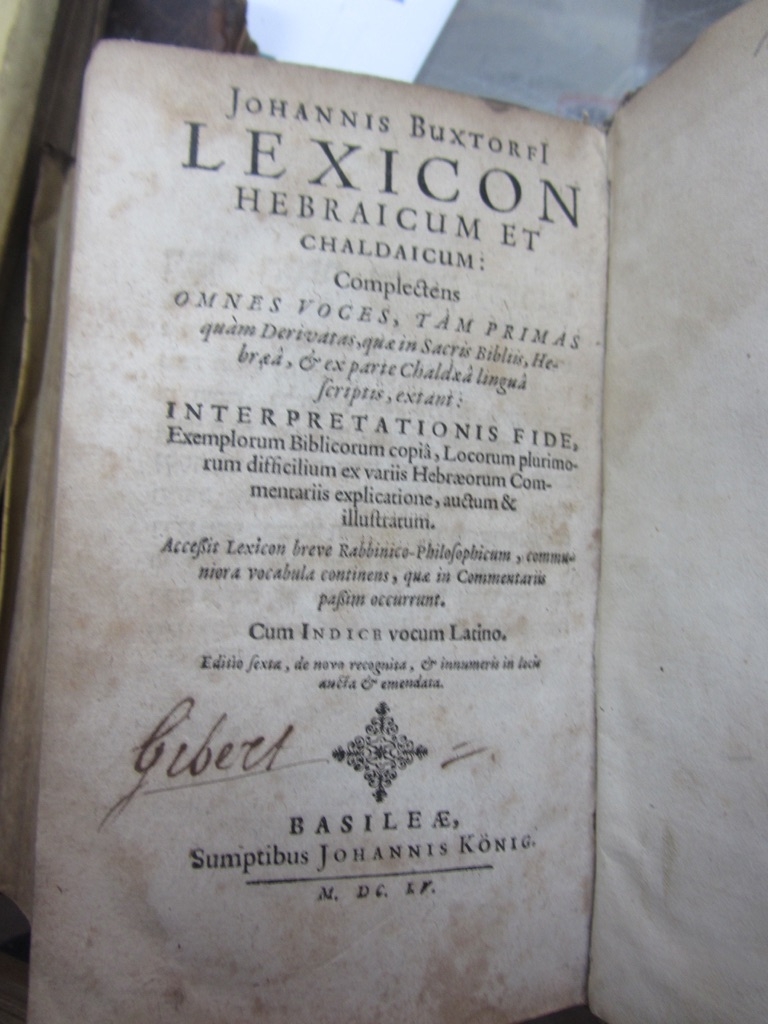 JOHANNIS BUXTORFI
LEXICON
HEBRAICUM ET
CHALDAICUM:
Complectens
OMNES VOCES, TÀM PRIMAS
quàm Derivatas, quæ in Sacris Bibliis, He-
bræâ, & ex parte Chaldæâ linguâ
scriptis, extant:
INTERPRETATIONIS FIDE,
Exemplorum Biblicorum copiâ, Locorum plurimo-
rum difficilium ex variis Hebræorum Com-
mentariis explicatione, auctum &
illustratum.
Accessit Lexicon breve Rabbinico-Philosophicum, commu-
niora vocabula continens, quæ in Commentariis
passim occurrunt.
Cum INDICE vocum Latino.
Editio sexta, de novo recognita, & innumeris in locis
aucta & emendata.
Gibert
BASILEÆ,
Sumptibus JOHANNIS KÖNIG.
M. DC. LV.